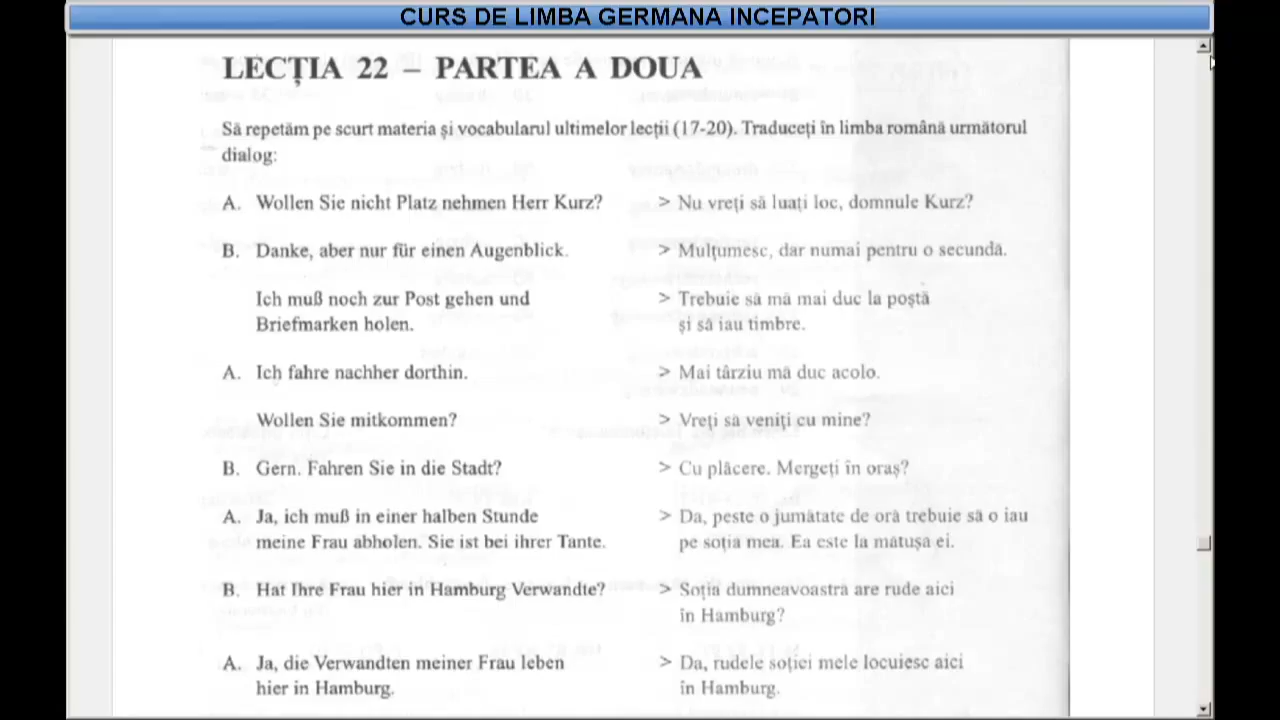 CURS DE LIMBA GERMANA INCEPATORI
LECȚIA 22 – PARTEA A DOUA
Să repetăm pe scurt materia și vocabularul ultimelor lecții (17-20). Traduceți în limba română următorul
dialog:
A. Wollen Sie nicht Platz nehmen Herr Kurz? > Nu vreți să luați loc, domnule Kurz?
B. Danke, aber nur für einen Augenblick. > Mulțumesc, dar numai pentru o secundă.
Ich muß noch zur Post gehen und > Trebuie să mă mai duc la poștă
Briefmarken holen. și să iau timbre.
A. Ich fahre nachher dorthin. > Mai târziu mă duc acolo.
Wollen Sie mitkommen? > Vreți să veniți cu mine?
B. Gern. Fahren Sie in die Stadt? > Cu plăcere. Mergeți în oraș?
A. Ja, ich muß in einer halben Stunde > Da, peste o jumătate de oră trebuie să o iau
meine Frau abholen. Sie ist bei ihrer Tante. pe soția mea. Ea este la mătușa ei.
B. Hat Ihre Frau hier in Hamburg Verwandte? > Soția dumneavoastră are rude aici
în Hamburg?
A. Ja, die Verwandten meiner Frau leben > Da, rudele soției mele locuiesc aici
hier in Hamburg. în Hamburg.